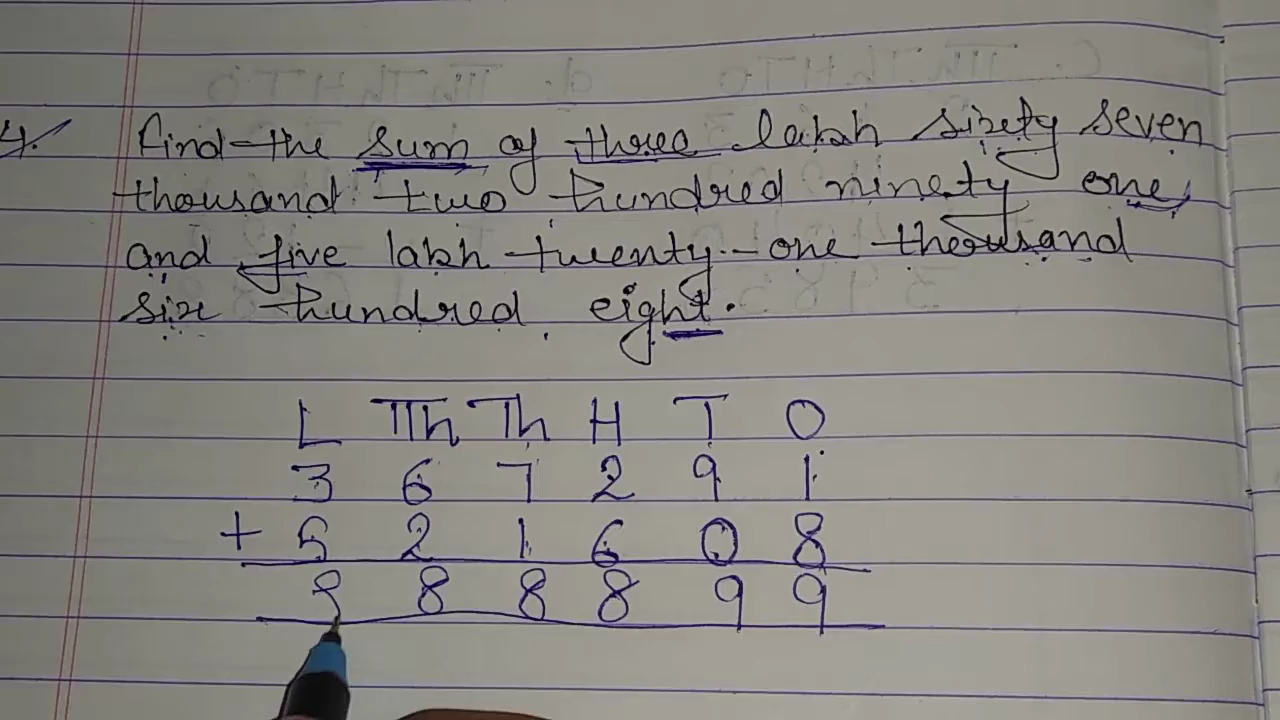 4. Find the sum of three lakh sixty seven
thousand two hundred ninety one
and five lakh twenty-one thousand
six hundred eight.
L TTh Th H T O
3 6 7 2 9 1
+ 5 2 1 6 0 8
8 8 8 8 9 9